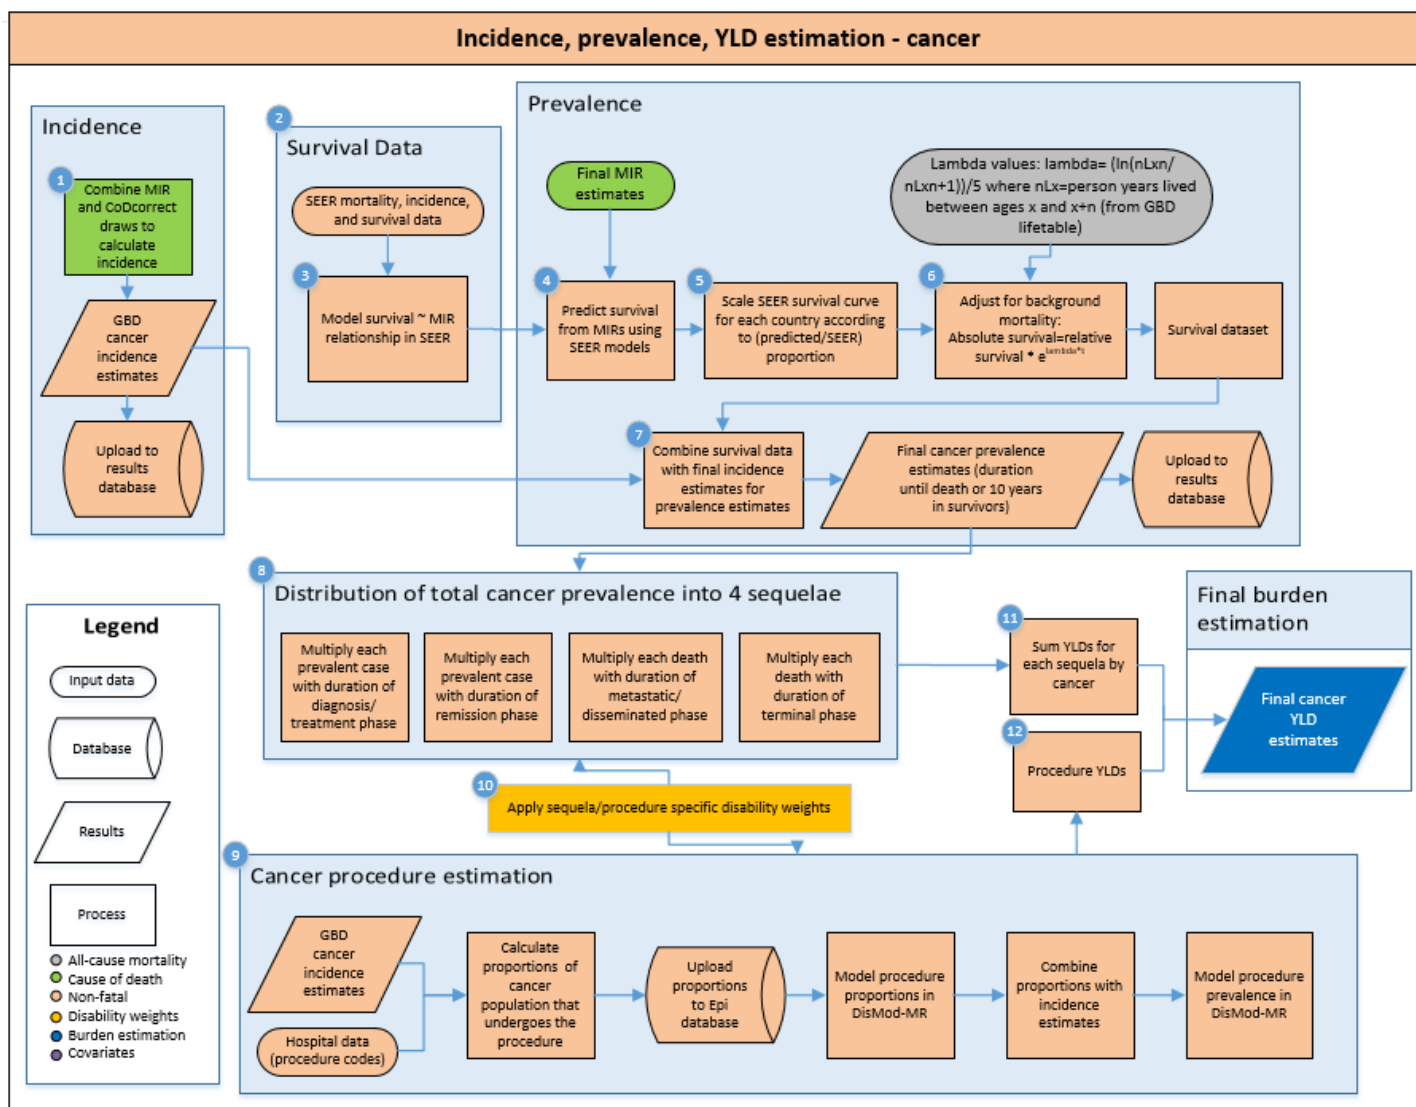 Incidence, prevalence, YLD estimation - cancer
Incidence
1
Combine MIR
and CoDcorrect
draws to
calculate
incidence
GBD
cancer
incidence
estimates
Upload to
results
database
2
Survival Data
SEER mortality, incidence,
and survival data
3
Model survival ~ MIR
relationship in SEER
Prevalence
Final MIR
estimates
Lambda values: lambda= (ln(nLxn/
nLxn+1))/5 where nLx=person years lived
between ages x and x+n (from GBD
lifetable)
4
Predict survival
from MIRs using
SEER models
5
Scale SEER survival curve
for each country according
to (predicted/SEER)
proportion
6
Adjust for background
mortality:
Absolute survival=relative
survival * e^lambda*t
Survival dataset
7
Combine survival data
with final incidence
estimates for
prevalence estimates
Final cancer prevalence
estimates (duration
until death or 10 years
in survivors)
Upload to
results
database
8
Distribution of total cancer prevalence into 4 sequelae
Multiply each
prevalent case
with duration of
diagnosis/
treatment phase
Multiply each
prevalent case
with duration of
remission phase
Multiply each death
with duration of
metastatic/
disseminated phase
Multiply each
death with
duration of
terminal phase
11
Sum YLDs for
each sequela by
cancer
12
Procedure YLDs
Final burden
estimation
Final cancer
YLD
estimates
10
Apply sequela/procedure specific disability weights
9
Cancer procedure estimation
GBD
cancer
incidence
estimates
Hospital data
(procedure codes)
Calculate
proportions of
cancer
population that
undergoes the
procedure
Upload
proportions
to Epi
database
Model procedure
proportions in
DisMod-MR
Combine
proportions with
incidence
estimates
Model procedure
prevalence in
DisMod-MR
Legend
Input data
Database
Results
Process
All-cause mortality
Cause of death
Non-fatal
Disability weights
Burden estimation
Covariates